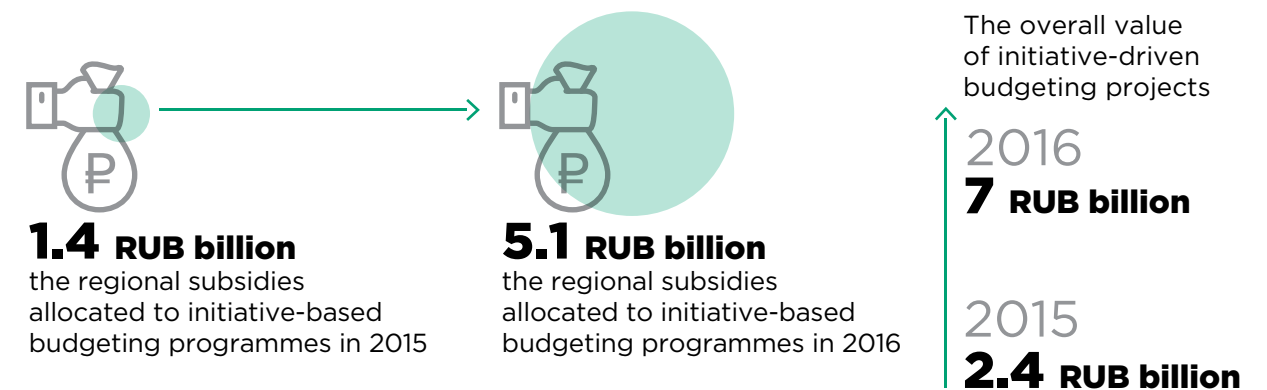 ₽
1.4 RUB billion
the regional subsidies
allocated to initiative-based
budgeting programmes in 2015
₽
5.1 RUB billion
the regional subsidies
allocated to initiative-based
budgeting programmes in 2016
The overall value
of initiative-driven
budgeting projects
2016
7 RUB billion
2015
2.4 RUB billion